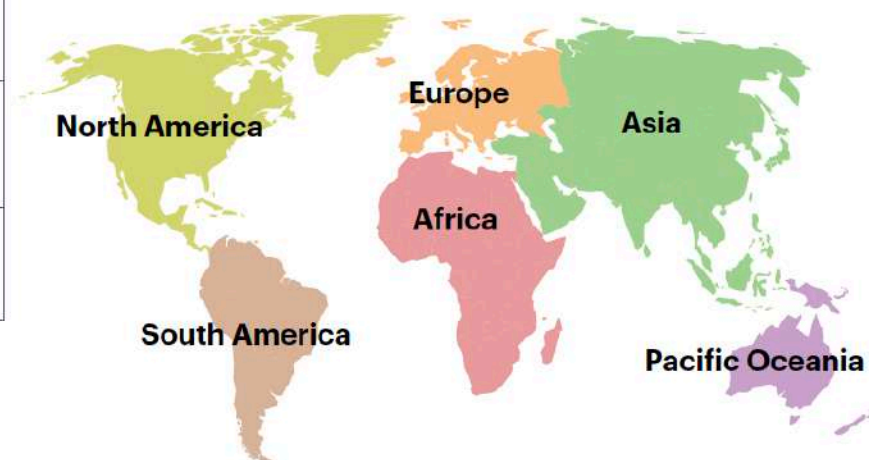 Europe
North America
Asia
Africa
South America
Pacific Oceania